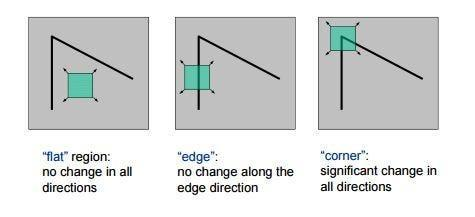 “flat” region:
no change in all
directions
“edge”:
no change along the
edge direction
“corner”:
significant change in
all directions